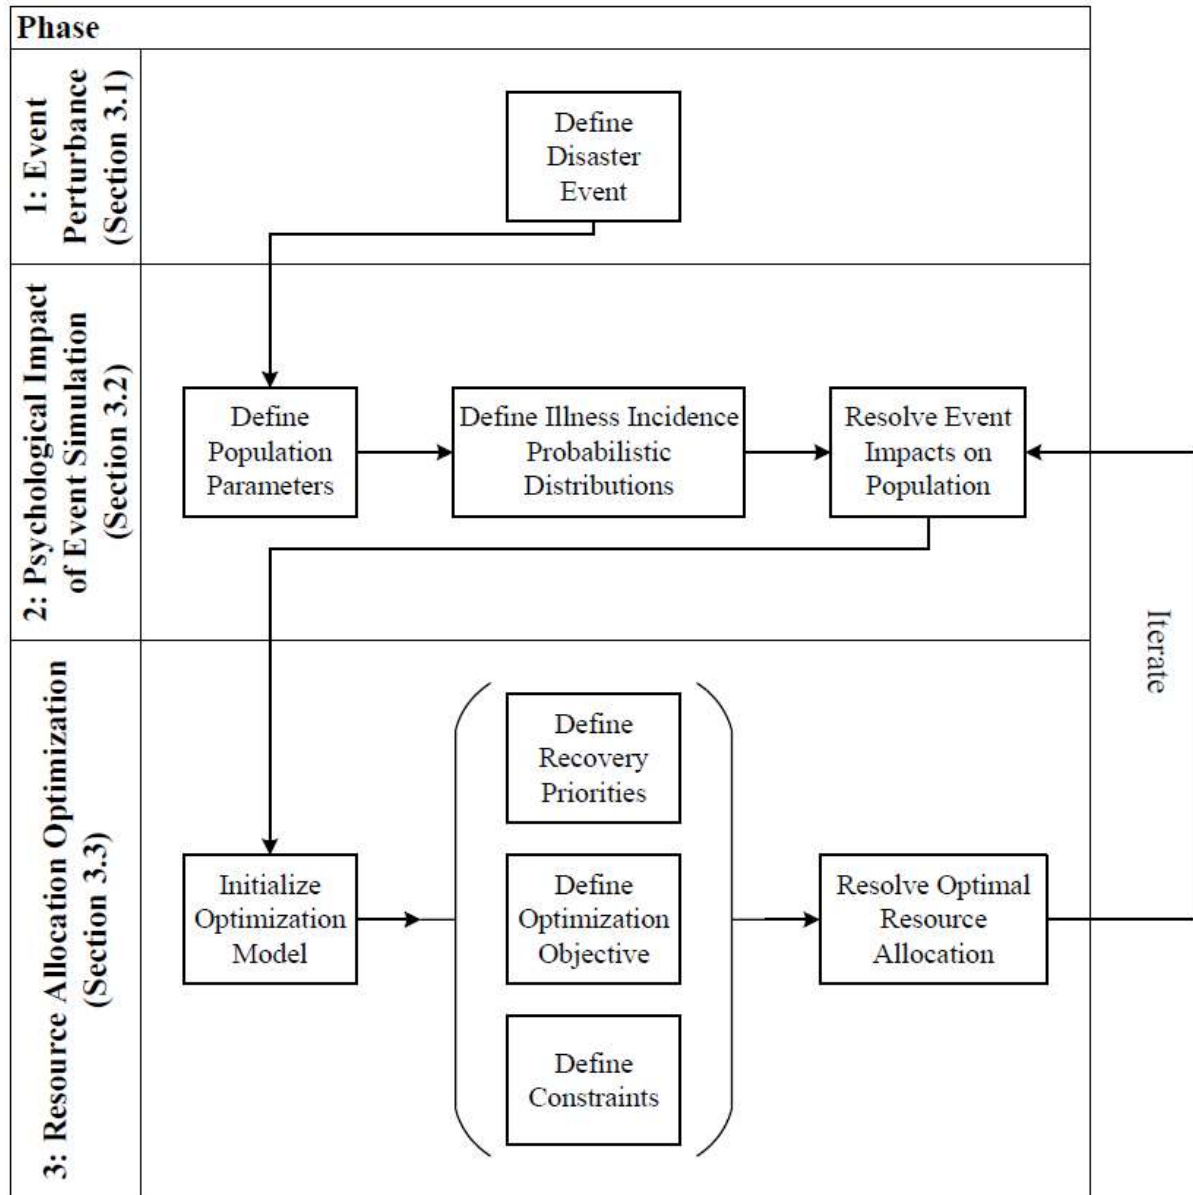 Phase
1: Event
Perturbance
(Section 3.1)
Define
Disaster
Event
2: Psychological Impact
of Event Simulation
(Section 3.2)
Define
Population
Parameters
Define Illness Incidence
Probabilistic
Distributions
Resolve Event
Impacts on
Population
Iterate
3: Resource Allocation Optimization
(Section 3.3)
Initialize
Optimization
Model
Define
Recovery
Priorities
Define
Optimization
Objective
Define
Constraints
Resolve Optimal
Resource
Allocation